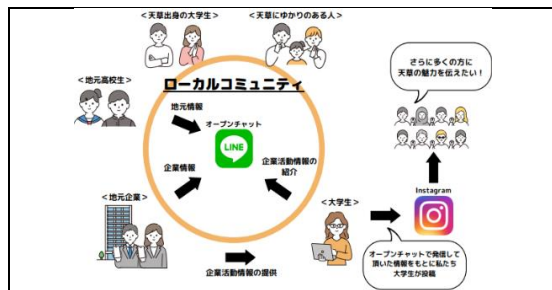 ＜天草出身の大学生＞
＜天草にゆかりのある人＞
＜地元高校生＞
ローカルコミュニティ
地元情報
オープンチャット
LINE
企業情報
企業活動情報の
紹介
＜地元企業＞
＜大学生＞
企業活動情報の提供
さらに多くの方に
天草の魅力を伝えたい！
Instagram
オープンチャットで発信して
頂いた情報をもとに私たち
大学生が投稿